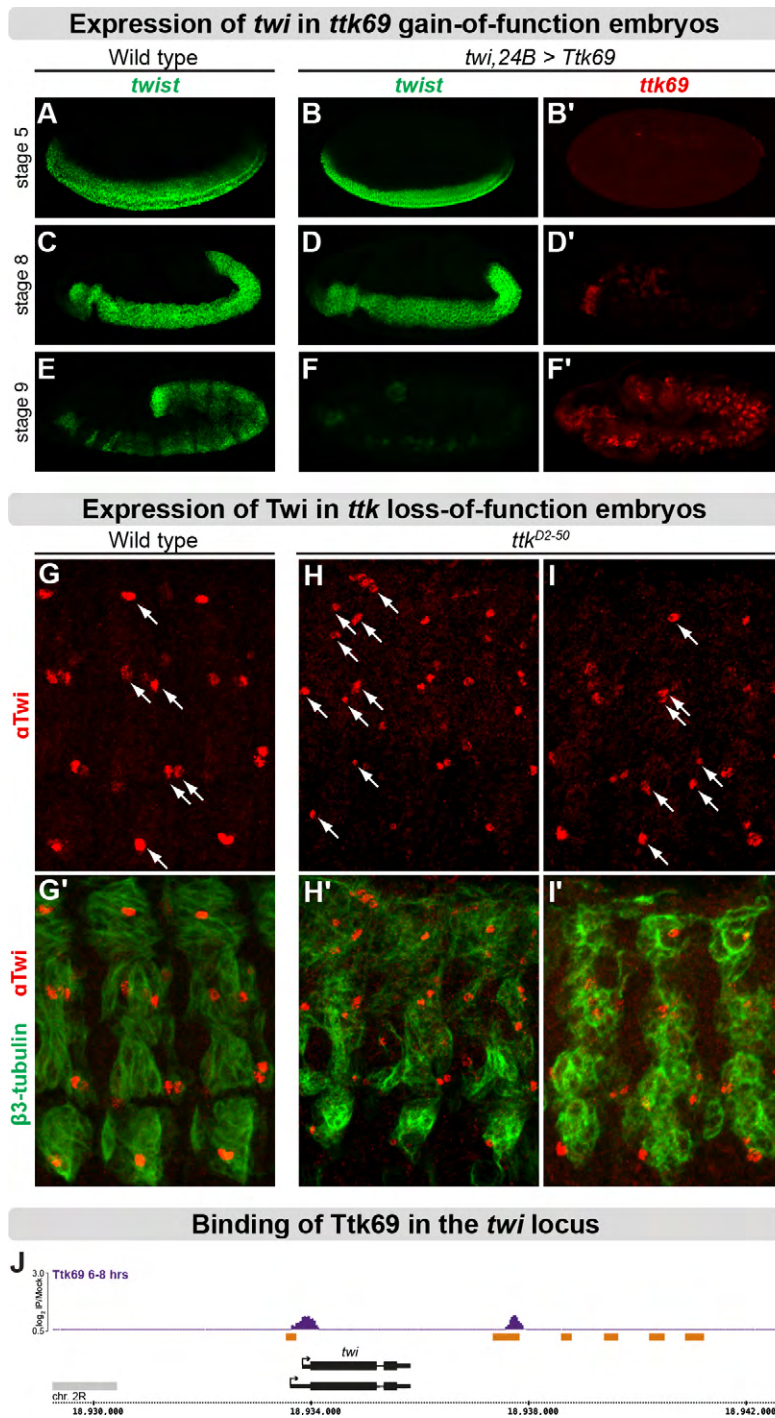 Expression of twi in ttk69 gain-of-function embryos
Wild type
twi,24B > Ttk69
twist
twist
ttk69
stage 5
A
B
B'
stage 8
C
D
D'
stage 9
E
F
F'
Expression of Twi in ttk loss-of-function embryos
Wild type
ttkD2-50
αTwi
G
H
I
β3-tubulin αTwi
G'
H'
I'
Binding of Ttk69 in the twi locus
J
Ttk69 6-8 hrs
3.0
log2 IP/Mock
0.5
twi
chr. 2R
18,930,000
18,934,000
18,938,000
18,942,000